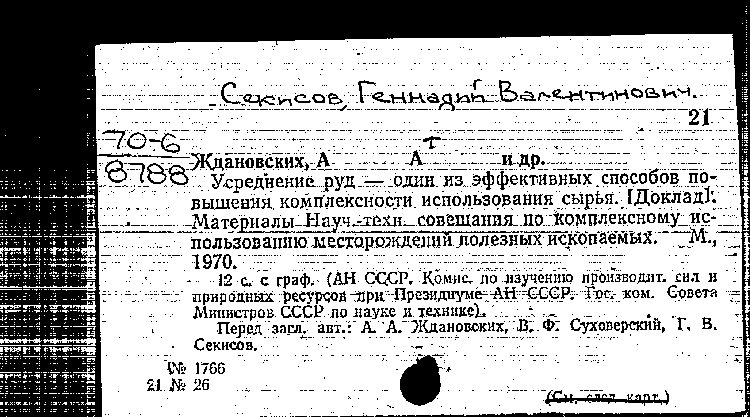 Секисов, Геннадий Валентинович.
21
70-6
8788
т
Ждановских, А А и др.
Усреднение руд — один из эффективных способов по-
вышения комплексности использования сырья. [Доклад].
Материалы Науч.-техн. совещания по комплексному ис-
пользованию месторождений полезных ископаемых. М.,
1970.
12 с. с граф. (АН СССР. Комис. по изучению производит. сил и
природных ресурсов при Президиуме АН СССР. Гос. ком. Совета
Министров СССР по науке и технике).
Перед загл. авт.: А. А. Ждановских, В. Ф. Суховерский, Г. В.
Секисов.
№ 1766
21 № 26
(См. след. карт.)